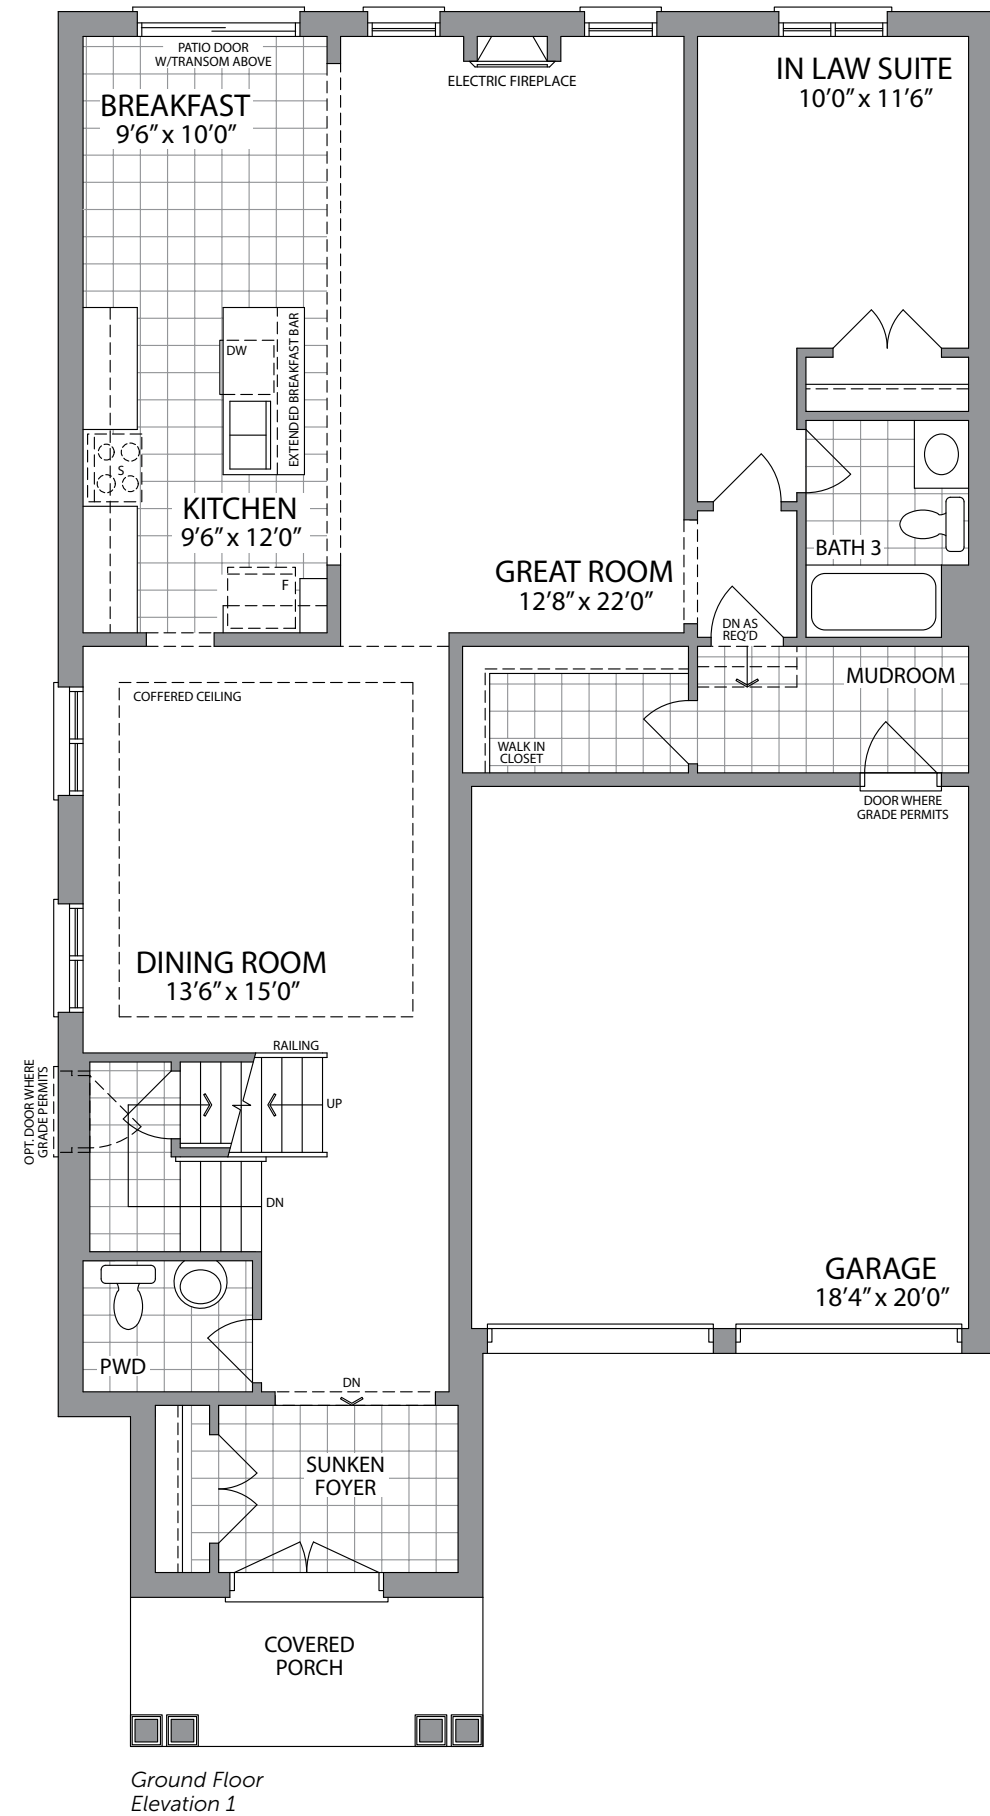 PATIO DOOR
W/TRANSOM ABOVE
BREAKFAST
9'6" x 10'0"
ELECTRIC FIREPLACE
IN LAW SUITE
10'0" x 11'6"
DW
EXTENDED BREAKFAST BAR
S
KITCHEN
9'6" x 12'0"
F
GREAT ROOM
12'8" x 22'0"
BATH 3
DN AS
REQ'D
MUDROOM
COFFERED CEILING
WALK IN
CLOSET
DOOR WHERE
GRADE PERMITS
DINING ROOM
13'6" x 15'0"
RAILING
OPT. DOOR WHERE
GRADE PERMITS
UP
DN
GARAGE
18'4" x 20'0"
PWD
DN
SUNKEN
FOYER
COVERED
PORCH
Ground Floor
Elevation 1